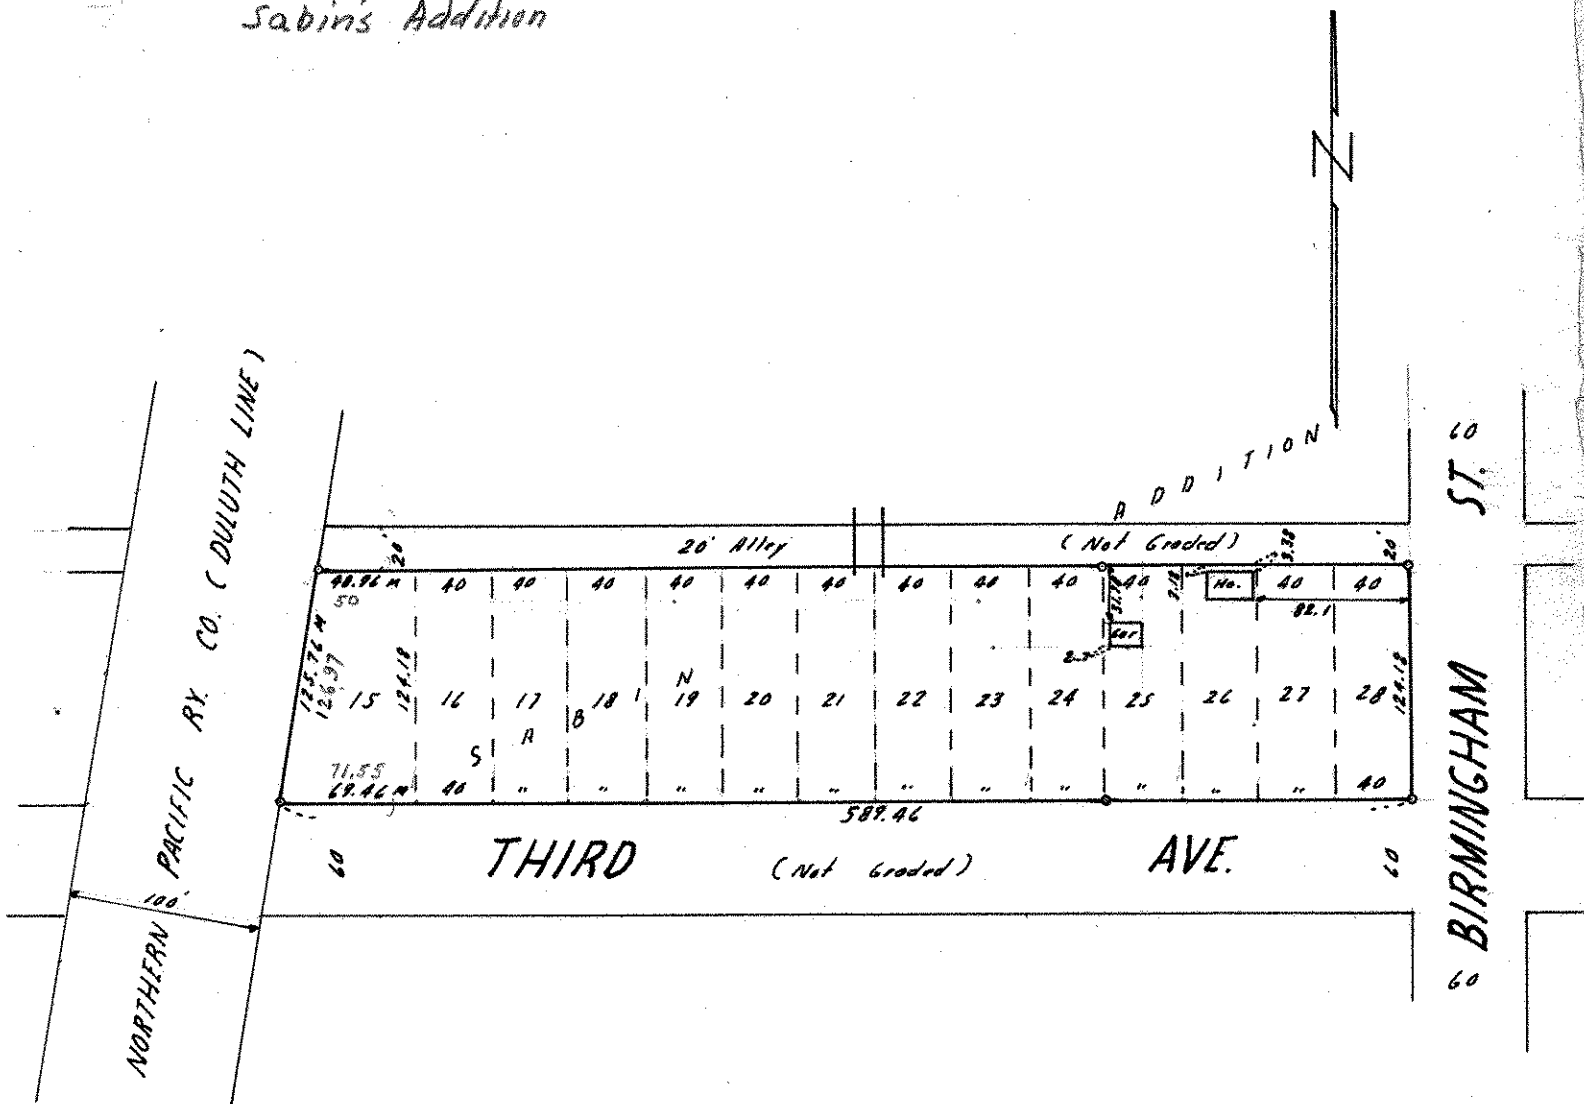 Sabin's Addition
N
NORTHERN PACIFIC RY. CO. (DULUTH LINE)
100'
ADDITION
60
ST.
BIRMINGHAM
60
20' Alley
(Not Graded)
20'
3.38
20'
48.96 M 40 40 40 40 40 40 40 40 40 40 Ho. 40 40
50
31.78
7.18
82.1
Gar
125.76 M
126.97
124.18
15 16 17 18 19 20 21 22 23 24 25 26 27 28
124.18
SABIN
71.55
69.46 M 40 " " " " " " " " " " " 40
589.46
60
THIRD
(Not Graded)
AVE.
60